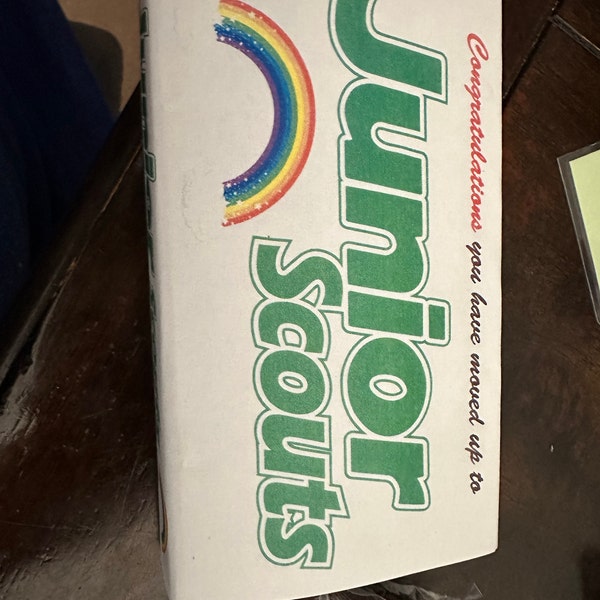 Congratulations you have moved up to
Junior
Scouts